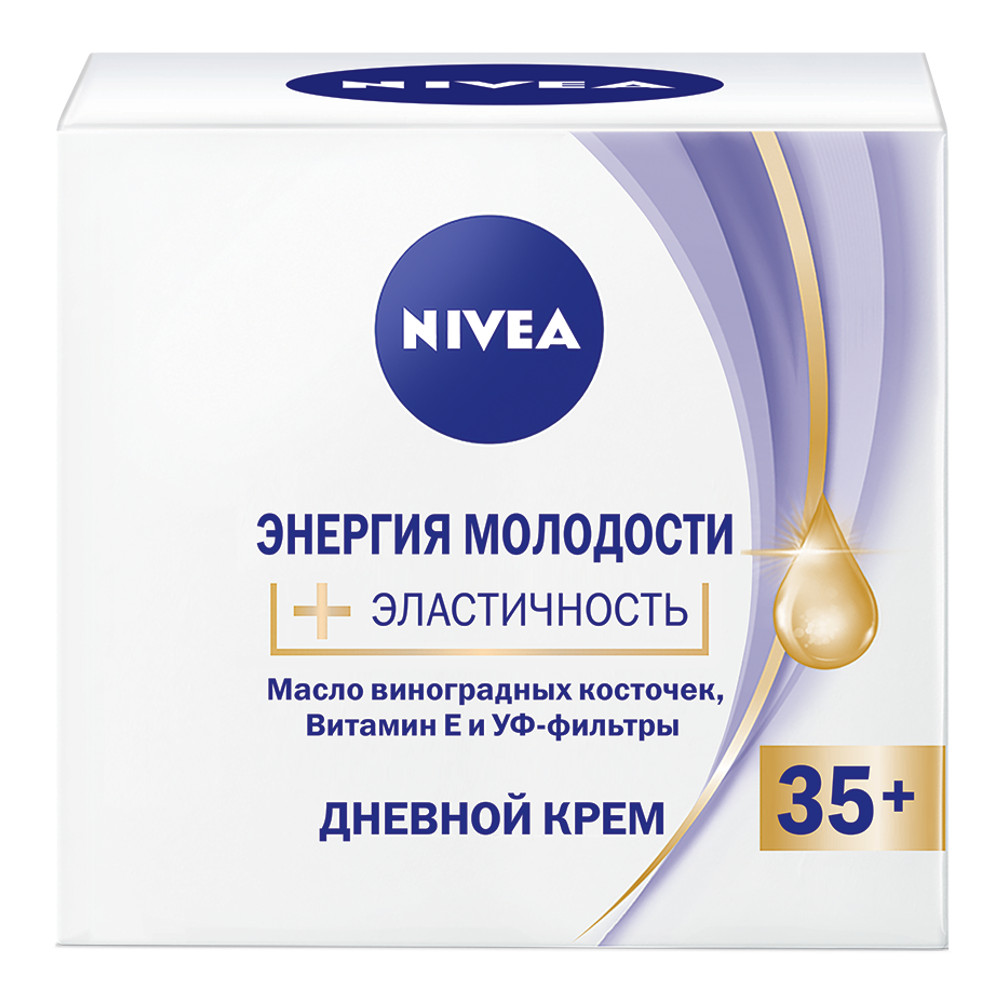 NIVEA
NIVEA
ЭНЕРГИЯ МОЛОДОСТИ
+ ЭЛАСТИЧНОСТЬ
Масло виноградных косточек,
Витамин Е и УФ-фильтры
ДНЕВНОЙ КРЕМ
35+